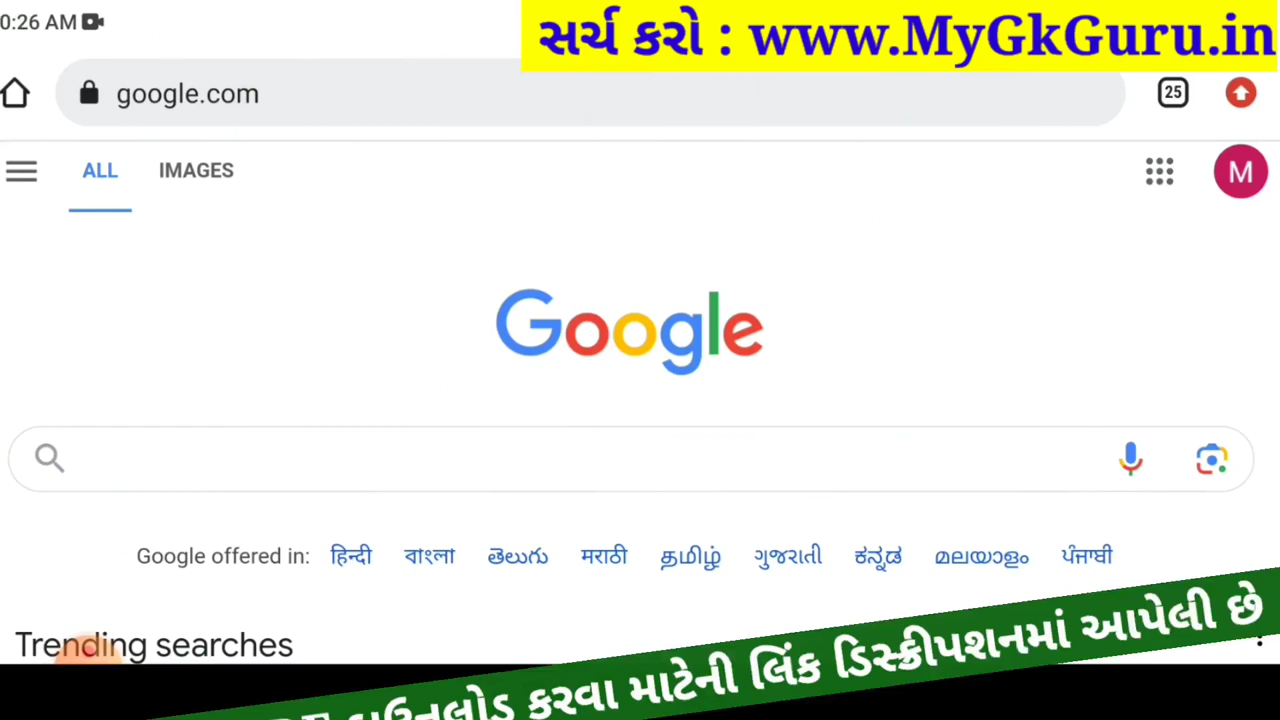 0:26 AM
સર્ચ કરો : www.MyGkGuru.in
google.com
25
ALL IMAGES
M
Google
Google offered in: हिन्दी বাংলা తెలుగు मराठी தமிழ் ગુજરાતી ಕನ್ನಡ മലയാളം ਪੰਜਾਬੀ
Trending searches
ડાઉનલોડ કરવા માટેની લિંક ડિસ્ક્રીપશનમાં આપેલી છે